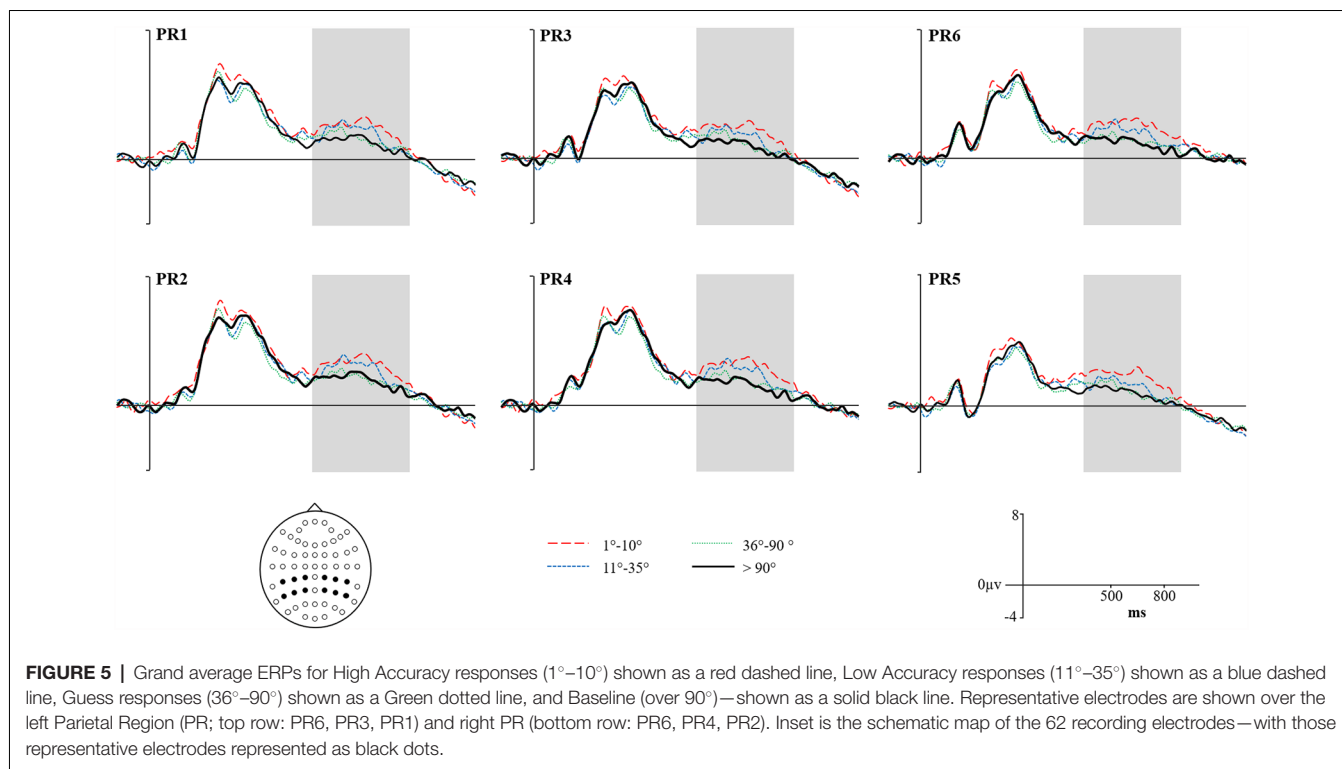 PR1
PR3
PR6
PR2
PR4
PR5
1°-10°
36°-90 °
11°-35°
> 90°
8
0μv
500
800
-4
ms
FIGURE 5 | Grand average ERPs for High Accuracy responses (1°–10°) shown as a red dashed line, Low Accuracy responses (11°–35°) shown as a blue dashed
line, Guess responses (36°–90°) shown as a Green dotted line, and Baseline (over 90°)—shown as a solid black line. Representative electrodes are shown over the
left Parietal Region (PR; top row: PR6, PR3, PR1) and right PR (bottom row: PR6, PR4, PR2). Inset is the schematic map of the 62 recording electrodes—with those
representative electrodes represented as black dots.